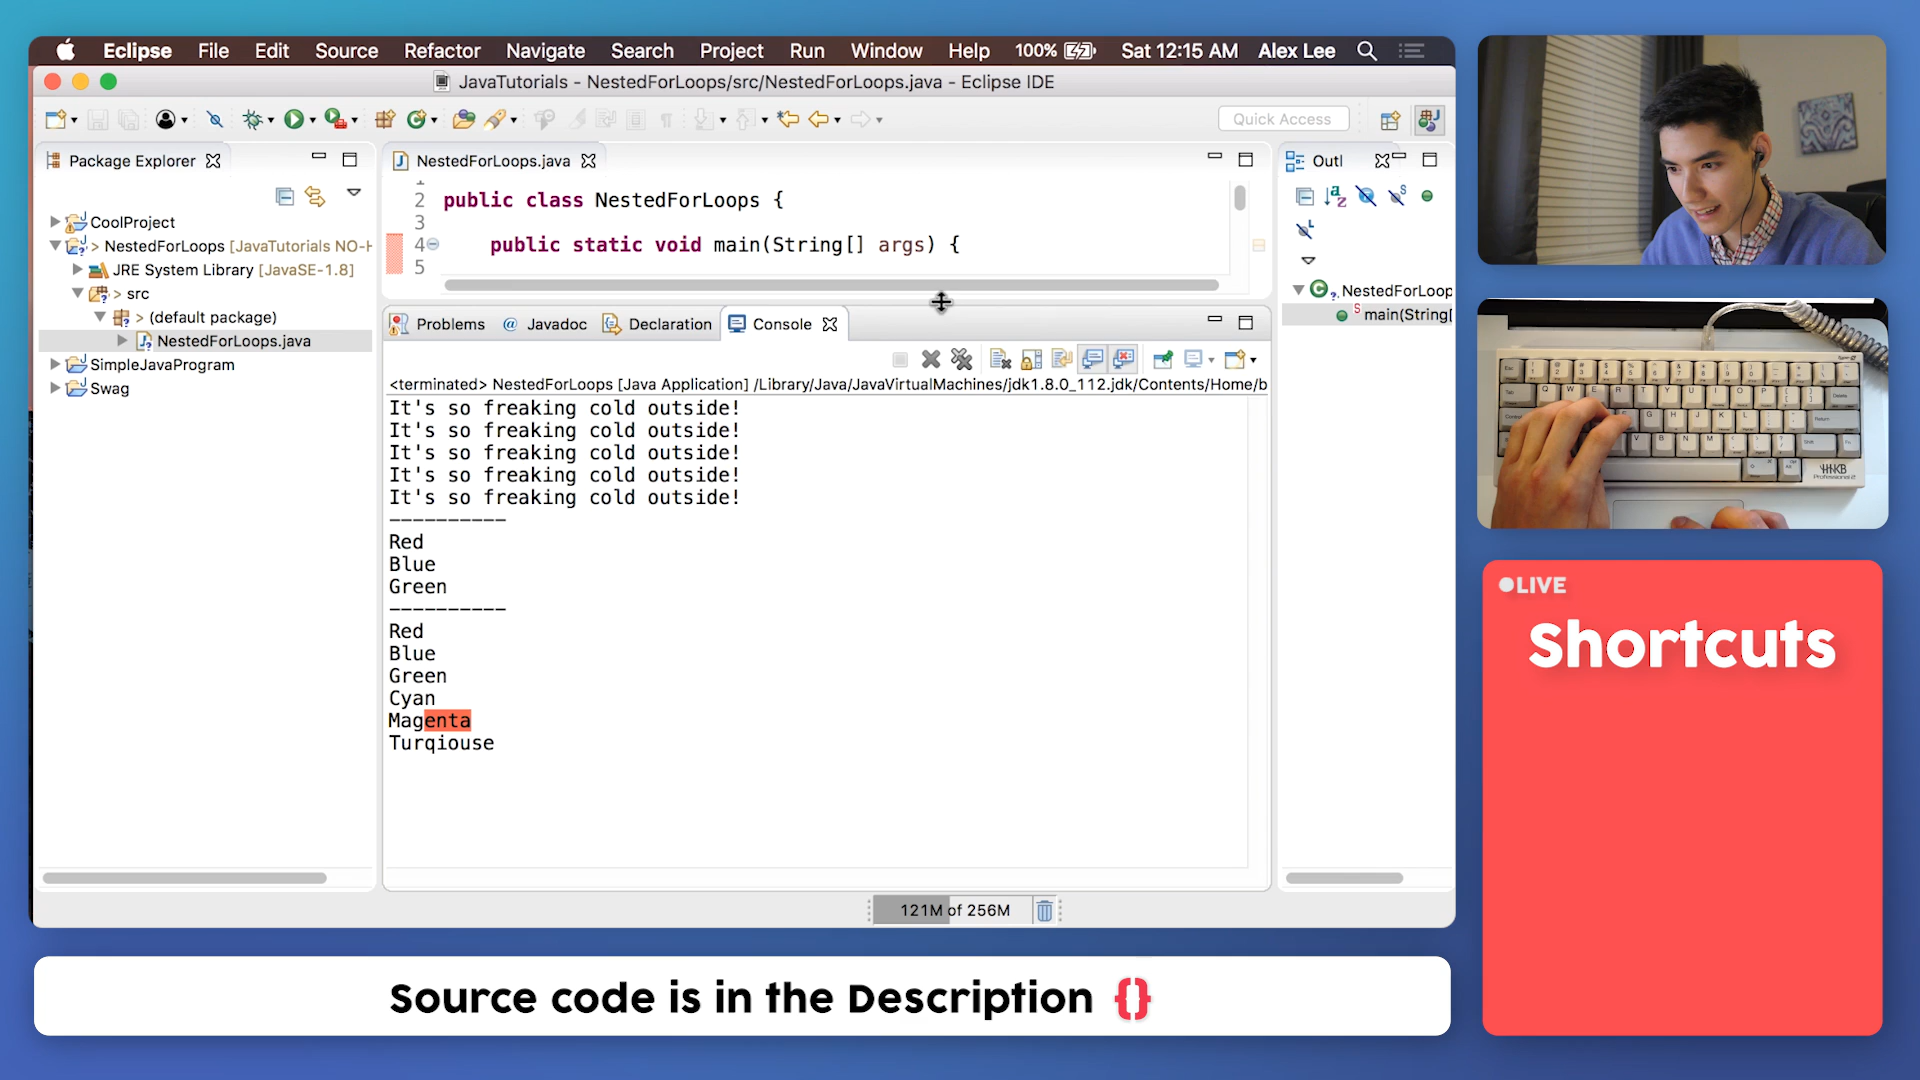 Eclipse File Edit Source Refactor Navigate Search Project Run Window Help 100% Sat 12:15 AM Alex Lee
JavaTutorials - NestedForLoops/src/NestedForLoops.java - Eclipse IDE
Quick Access
Package Explorer
CoolProject
> NestedForLoops [JavaTutorials NO-H
JRE System Library [JavaSE-1.8]
> src
> (default package)
NestedForLoops.java
SimpleJavaProgram
Swag
NestedForLoops.java
2 public class NestedForLoops {
3
4 public static void main(String[] args) {
5
Problems @ Javadoc Declaration Console
<terminated> NestedForLoops [Java Application] /Library/Java/JavaVirtualMachines/jdk1.8.0_112.jdk/Contents/Home/b
It's so freaking cold outside!
It's so freaking cold outside!
It's so freaking cold outside!
It's so freaking cold outside!
It's so freaking cold outside!
----------
Red
Blue
Green
----------
Red
Blue
Green
Cyan
Magenta
Turqiouse
121M of 256M
Outl
NestedForLoop
main(String[
HHKB
Professional 2
LIVE
Shortcuts
Source code is in the Description {}